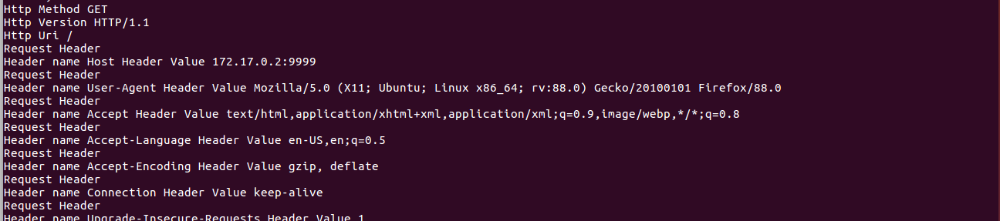 Http Method GET
Http Version HTTP/1.1
Http Uri /
Request Header
Header name Host Header Value 172.17.0.2:9999
Request Header
Header name User-Agent Header Value Mozilla/5.0 (X11; Ubuntu; Linux x86_64; rv:88.0) Gecko/20100101 Firefox/88.0
Request Header
Header name Accept Header Value text/html,application/xhtml+xml,application/xml;q=0.9,image/webp,*/*;q=0.8
Request Header
Header name Accept-Language Header Value en-US,en;q=0.5
Request Header
Header name Accept-Encoding Header Value gzip, deflate
Request Header
Header name Connection Header Value keep-alive
Request Header
Header name Upgrade-Insecure-Requests Header Value 1